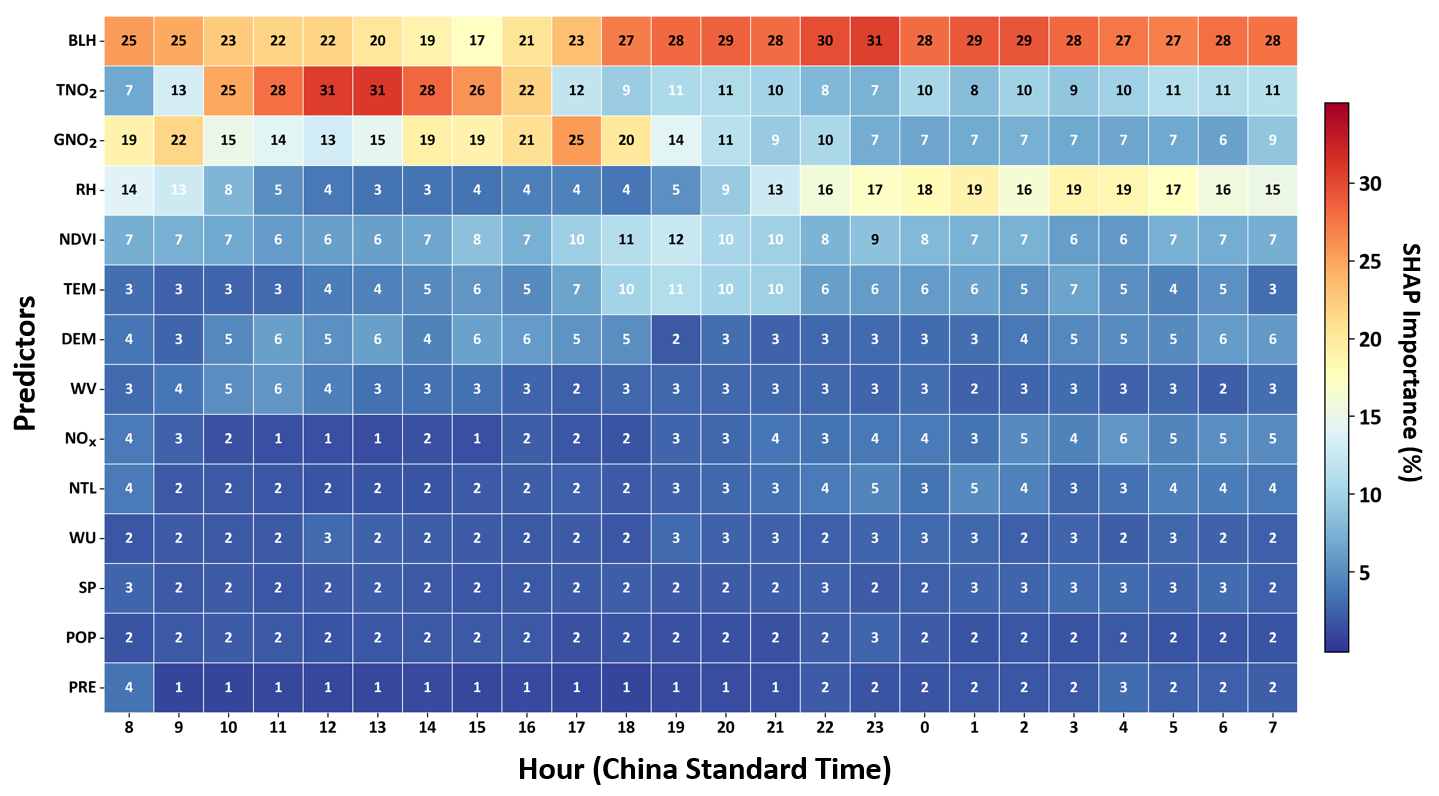 BLH 25 25 23 22 22 20 19 17 21 23 27 28 29 28 30 31 28 29 29 28 27 27 28 28
TNO₂ 7 13 25 28 31 31 28 26 22 12 9 11 11 10 8 7 10 8 10 9 10 11 11 11
GNO₂ 19 22 15 14 13 15 19 19 21 25 20 14 11 9 10 7 7 7 7 7 7 7 6 9
RH 14 13 8 5 4 3 3 4 4 4 4 5 9 13 16 17 18 19 16 19 19 17 16 15
NDVI 7 7 7 6 6 6 7 8 7 10 11 12 10 10 8 9 8 7 7 6 6 7 7 7
TEM 3 3 3 3 4 4 5 6 5 7 10 11 10 10 6 6 6 6 5 7 5 4 5 3
DEM 4 3 5 6 5 6 4 6 6 5 5 2 3 3 3 3 3 3 4 5 5 5 6 6
WV 3 4 5 6 4 3 3 3 3 2 3 3 3 3 3 3 3 2 3 3 3 3 2 3
NOₓ 4 3 2 1 1 1 2 1 2 2 2 3 3 4 3 4 4 3 5 4 6 5 5 5
NTL 4 2 2 2 2 2 2 2 2 2 2 3 3 3 4 5 3 5 4 3 3 4 4 4
WU 2 2 2 2 3 2 2 2 2 2 2 3 3 3 2 3 3 3 2 3 2 3 2 2
SP 3 2 2 2 2 2 2 2 2 2 2 2 2 2 3 2 2 3 3 3 3 3 3 2
POP 2 2 2 2 2 2 2 2 2 2 2 2 2 2 2 3 2 2 2 2 2 2 2 2
PRE 4 1 1 1 1 1 1 1 1 1 1 1 1 1 2 2 2 2 2 2 3 2 2 2
8 9 10 11 12 13 14 15 16 17 18 19 20 21 22 23 0 1 2 3 4 5 6 7
Hour (China Standard Time)
Predictors
30
25
20
15
10
5
SHAP Importance (%)